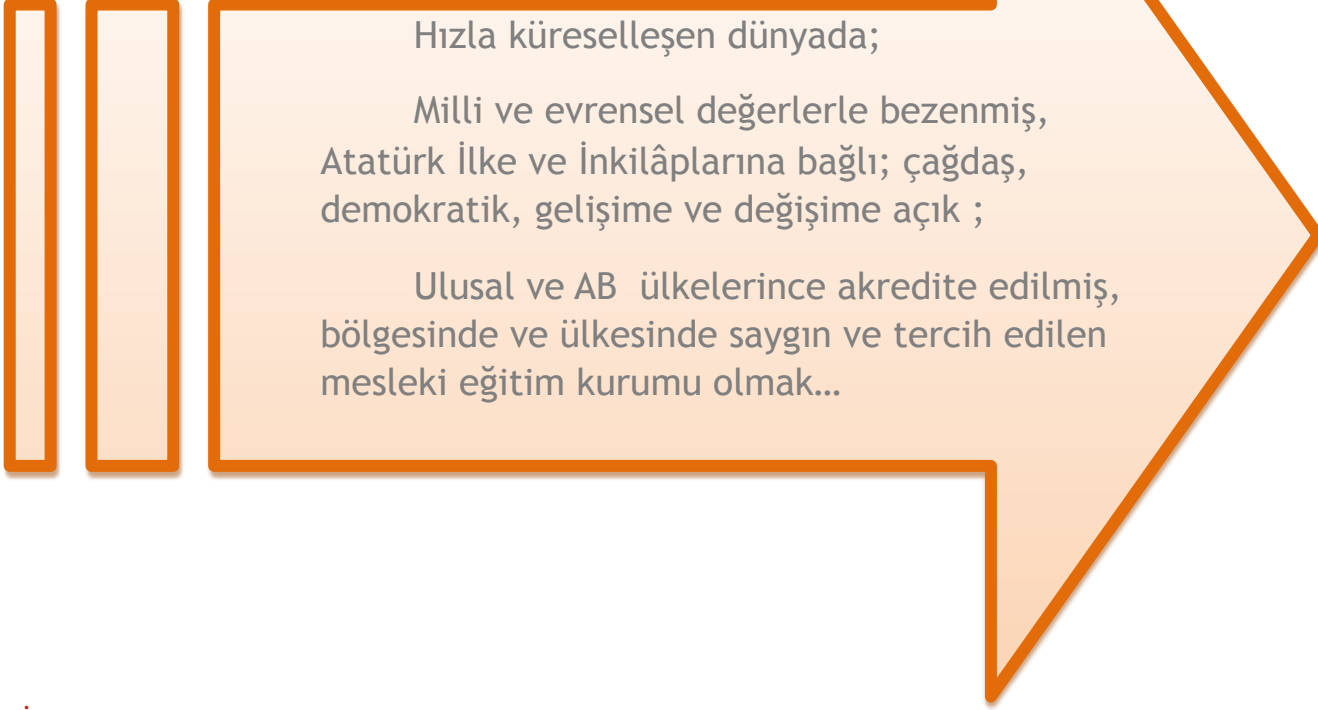 Hızla küreselleşen dünyada;
Milli ve evrensel değerlerle bezenmiş,
Atatürk İlke ve İnkilâplarına bağlı; çağdaş,
demokratik, gelişime ve değişime açık ;
Ulusal ve AB  ülkelerince akredite edilmiş,
bölgesinde ve ülkesinde saygın ve tercih edilen
mesleki eğitim kurumu olmak…